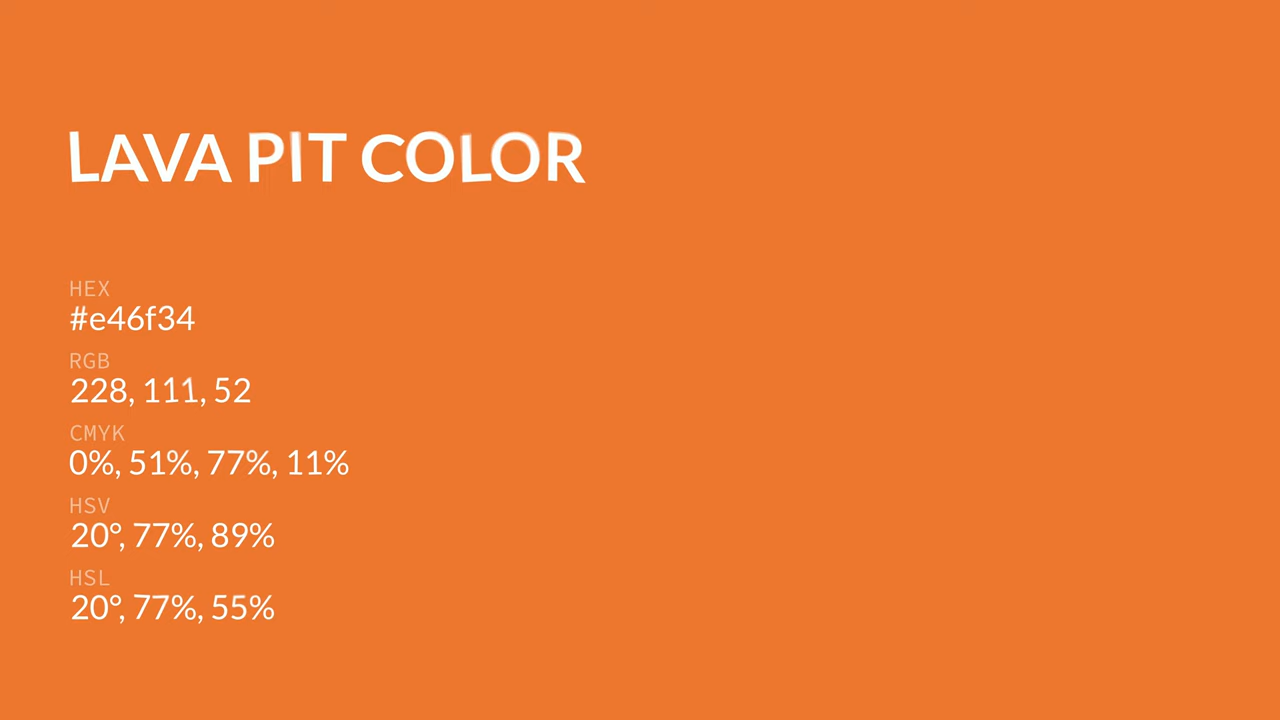 LAVA PIT COLOR
HEX
#e46f34
RGB
228, 111, 52
CMYK
0%, 51%, 77%, 11%
HSV
20°, 77%, 89%
HSL
20°, 77%, 55%